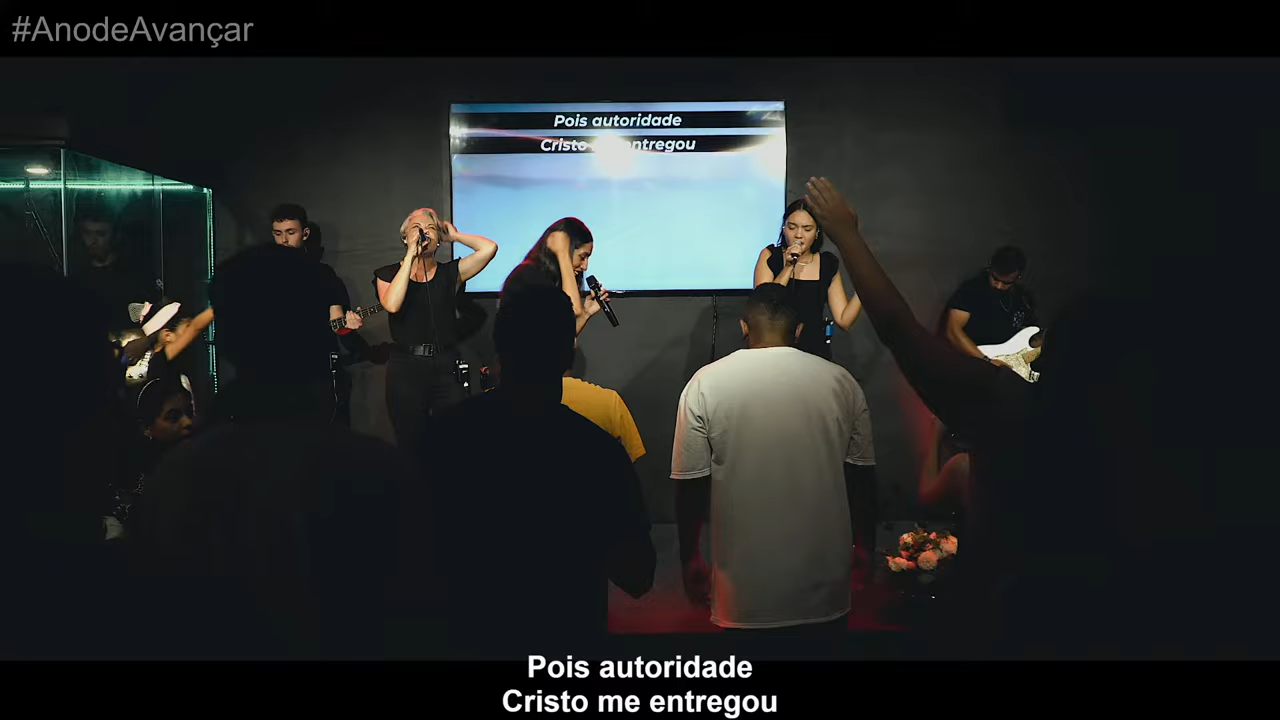 #AnodeAvançar
Pois autoridade
Cristo entregou
Pois autoridade
Cristo me entregou